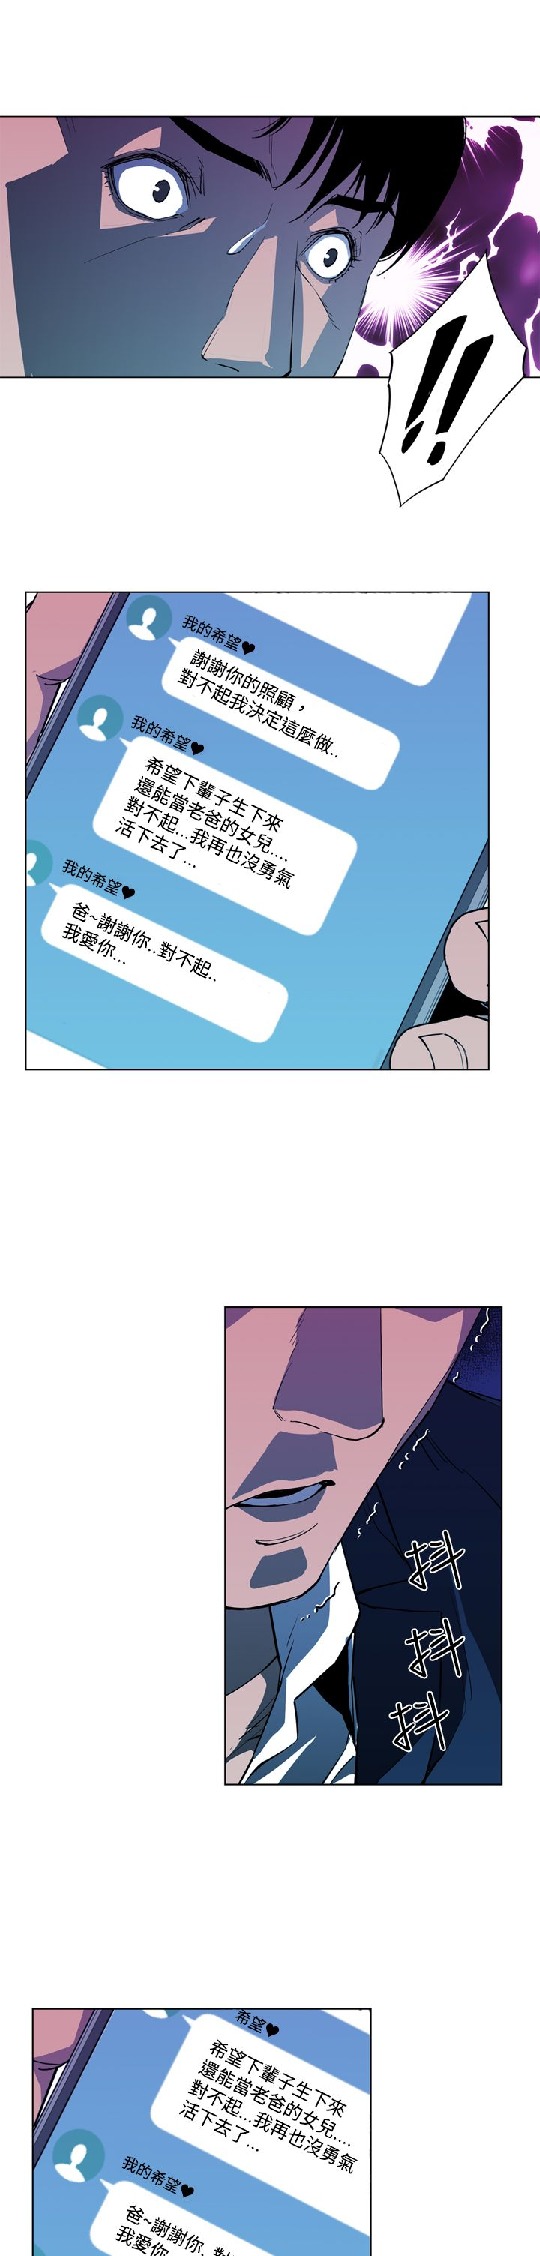 !!
我的希望♥
謝謝你的照顧，
對不起我決定這麼做..
我的希望♥
希望下輩子生下來
還能當老爸的女兒....
對不起...我再也沒勇氣
活下去了...
我的希望♥
爸~謝謝你..對不起..
我愛你...
抖
抖
抖
希望♥
希望下輩子生下來
還能當老爸的女兒....
對不起...我再也沒勇氣
活下去了...
我的希望♥
爸~謝謝你..對不
我愛你...